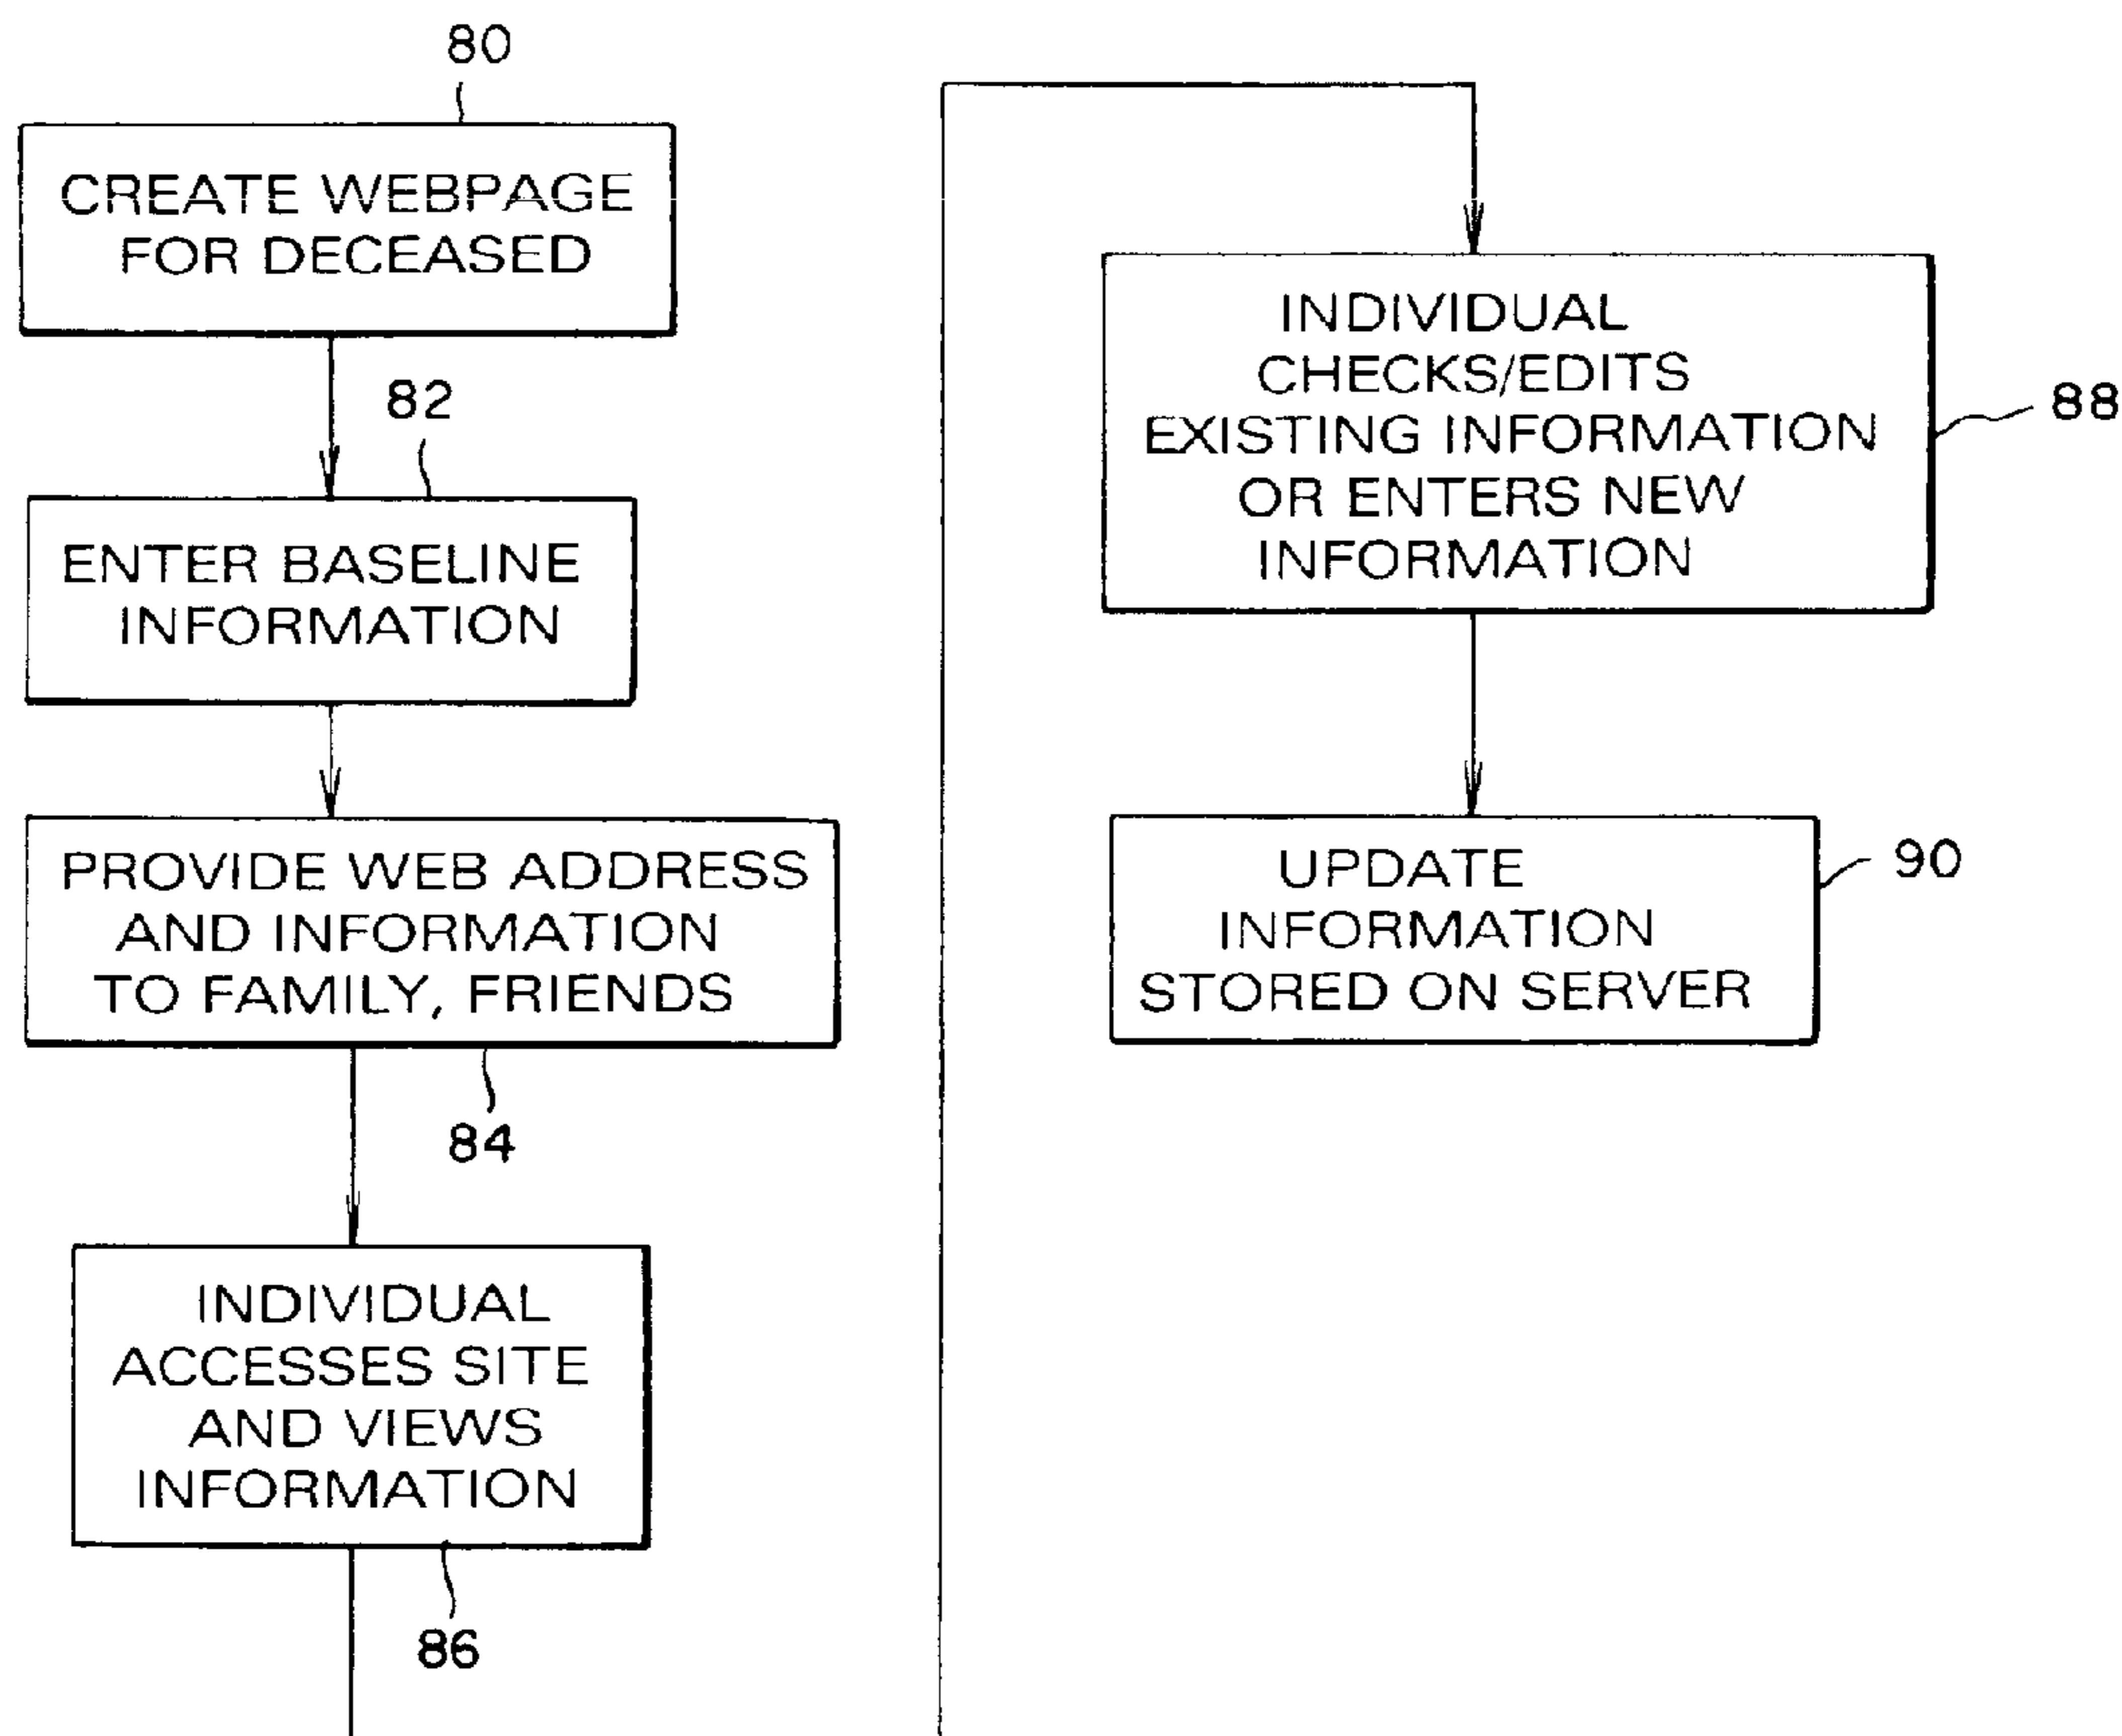 80
CREATE WEBPAGE
FOR DECEASED
82
ENTER BASELINE
INFORMATION
PROVIDE WEB ADDRESS
AND INFORMATION
TO FAMILY, FRIENDS
84
INDIVIDUAL
ACCESSES SITE
AND VIEWS
INFORMATION
86
INDIVIDUAL
CHECKS/EDITS
EXISTING INFORMATION
OR ENTERS NEW
INFORMATION
88
UPDATE
INFORMATION
STORED ON SERVER
90